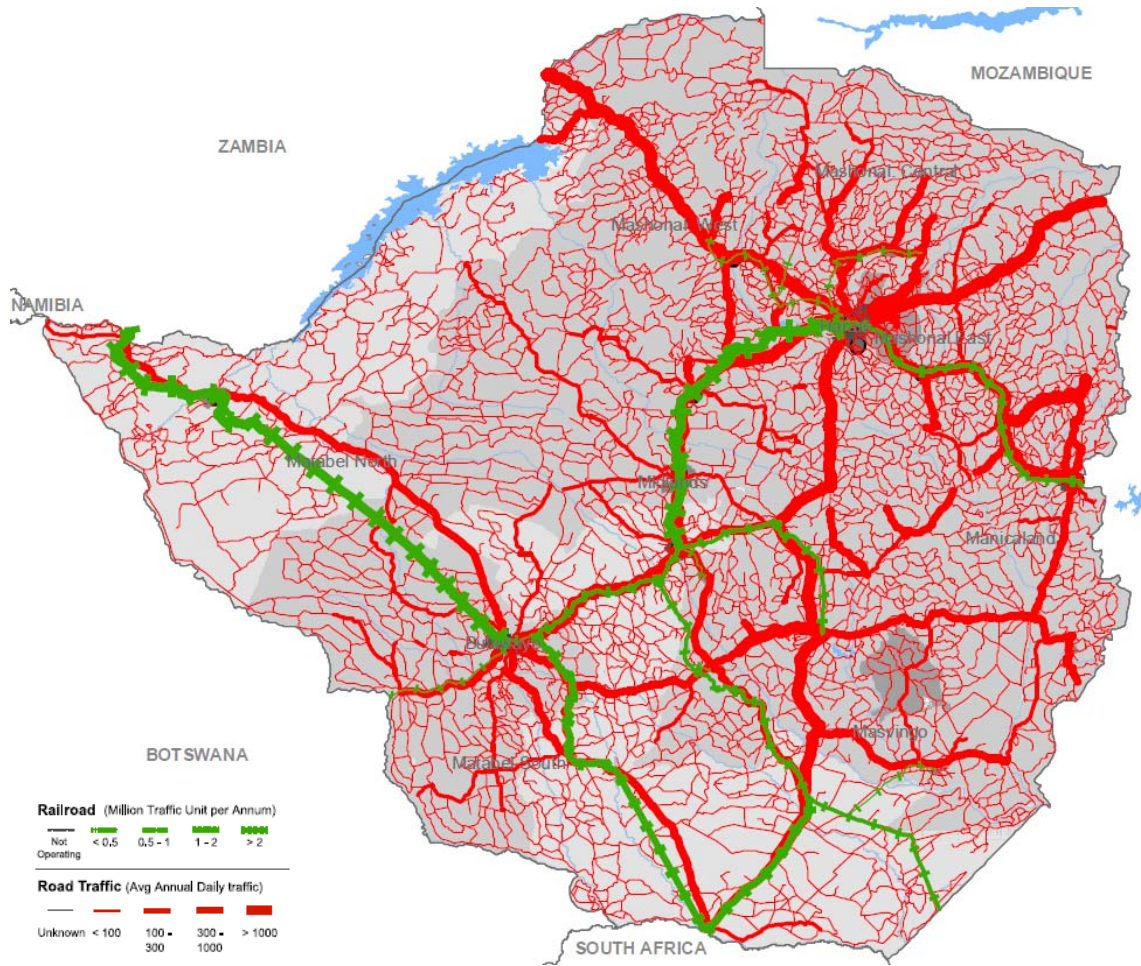 MOZAMBIQUE
ZAMBIA
Mashonal. Central
Mashonal. West
NAMIBIA
Harare
Mashonal.East
Matabel North
Midlands
Manicaland
Bulawayo
Masvingo
BOTSWANA
Matabel South
Railroad (Million Traffic Unit per Annum)
Not Operating < 0.5 0.5 - 1 1 - 2 > 2
Road Traffic (Avg Annual Daily traffic)
Unknown < 100 100 - 300 300 - 1000 > 1000
SOUTH AFRICA